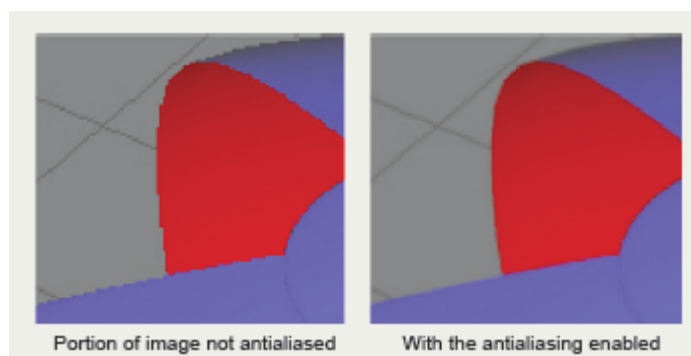 Portion of image not antialiased
With the antialiasing enabled